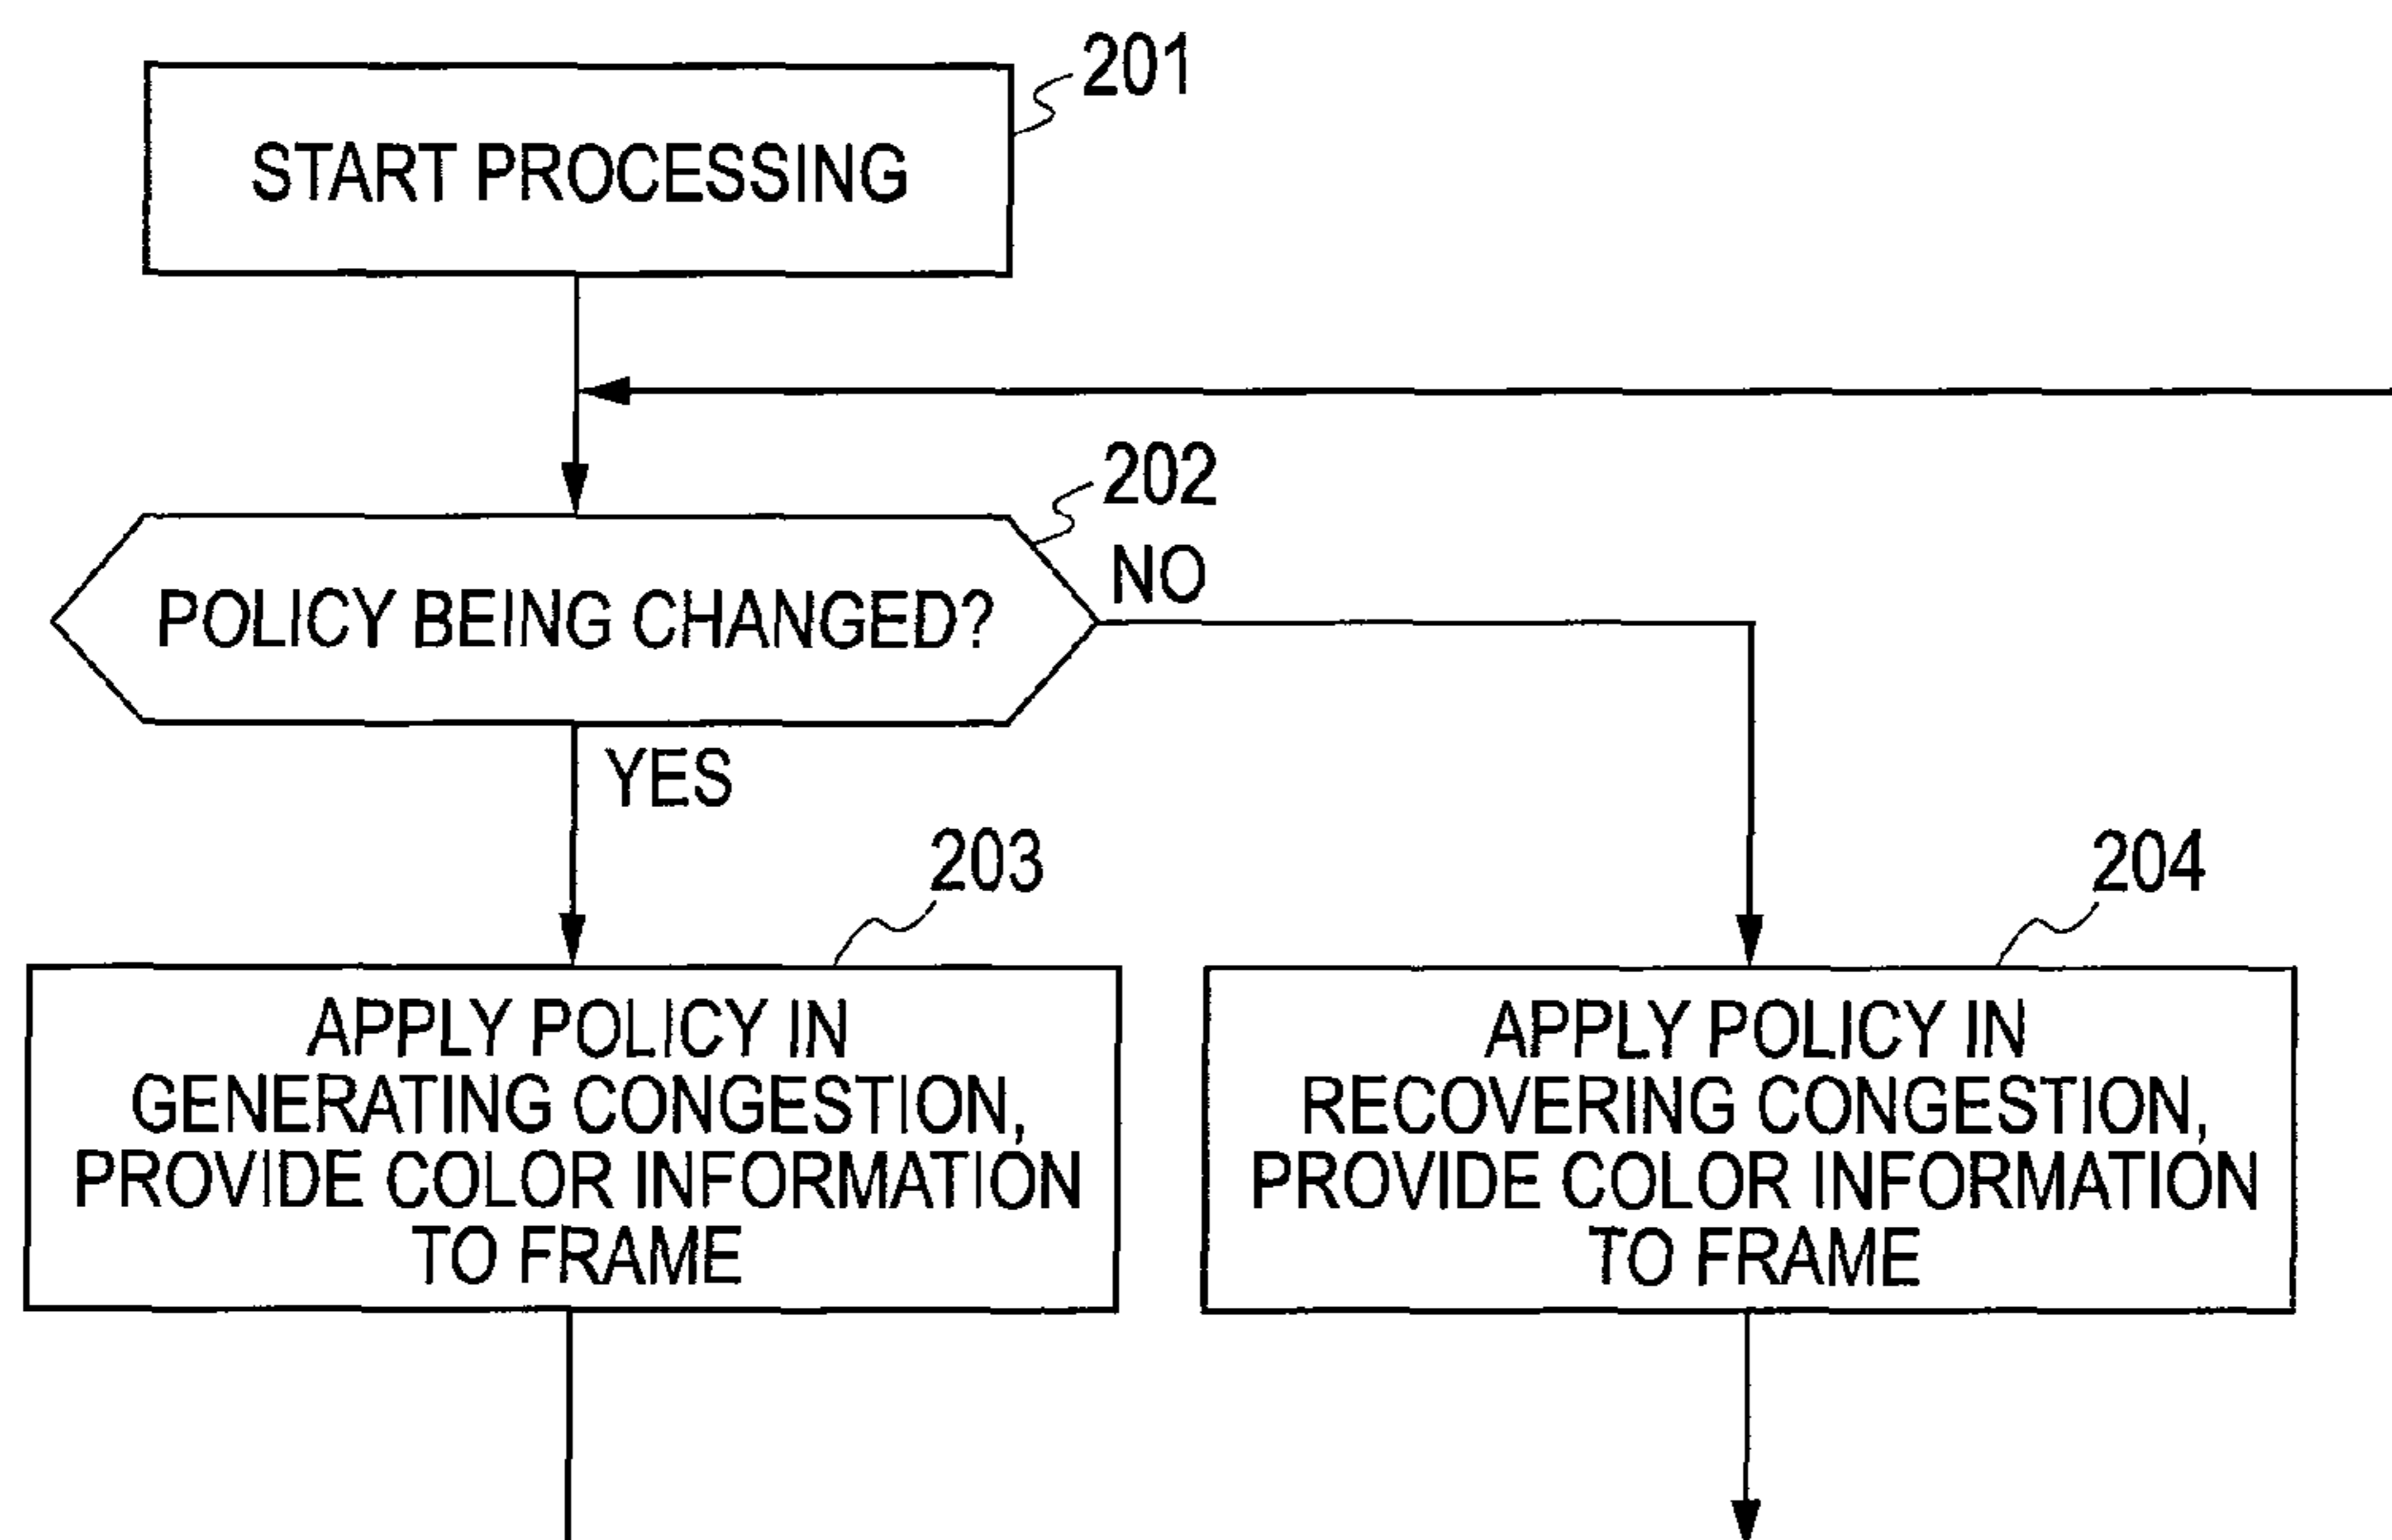 201
START PROCESSING
202
NO
POLICY BEING CHANGED?
YES
203
204
APPLY POLICY IN
GENERATING CONGESTION,
PROVIDE COLOR INFORMATION
TO FRAME
APPLY POLICY IN
RECOVERING CONGESTION,
PROVIDE COLOR INFORMATION
TO FRAME